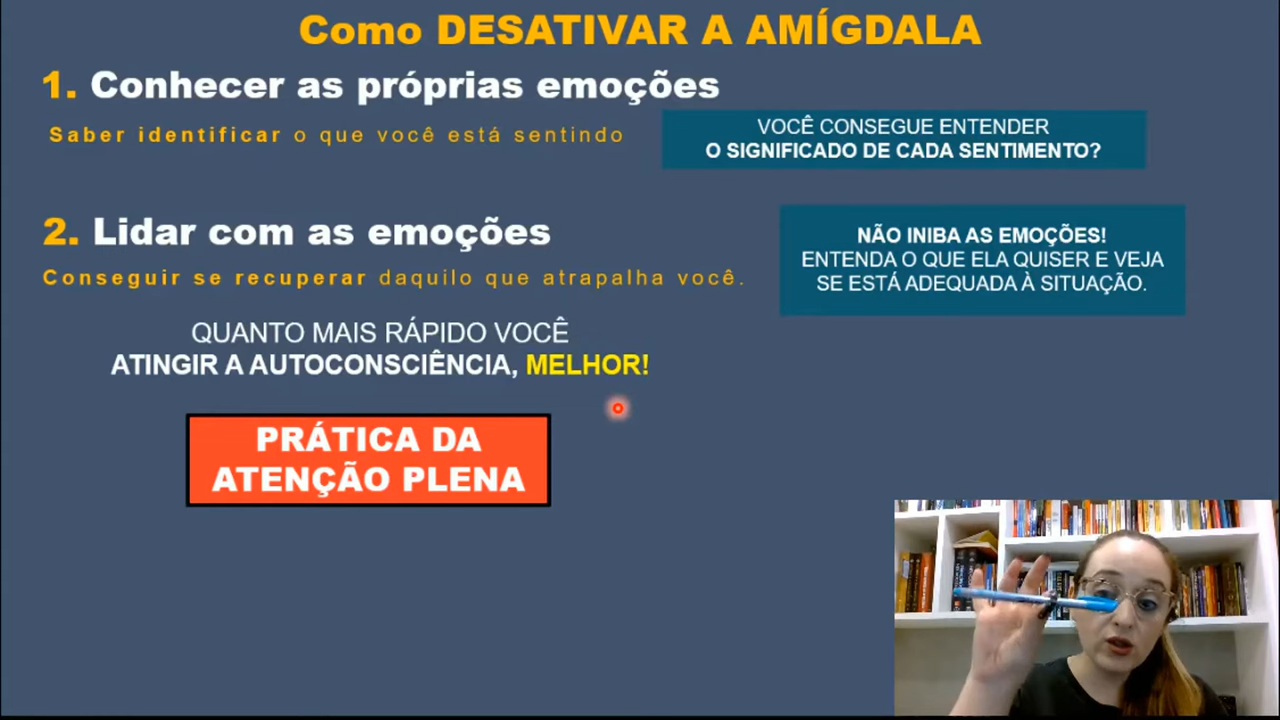 Como DESATIVAR A AMÍGDALA
1. Conhecer as próprias emoções
Saber identificar o que você está sentindo
VOCÊ CONSEGUE ENTENDER
O SIGNIFICADO DE CADA SENTIMENTO?
2. Lidar com as emoções
Conseguir se recuperar daquilo que atrapalha você.
NÃO INIBA AS EMOÇÕES!
ENTENDA O QUE ELA QUISER E VEJA
SE ESTÁ ADEQUADA À SITUAÇÃO.
QUANTO MAIS RÁPIDO VOCÊ
ATINGIR A AUTOCONSCIÊNCIA, MELHOR!
PRÁTICA DA
ATENÇÃO PLENA